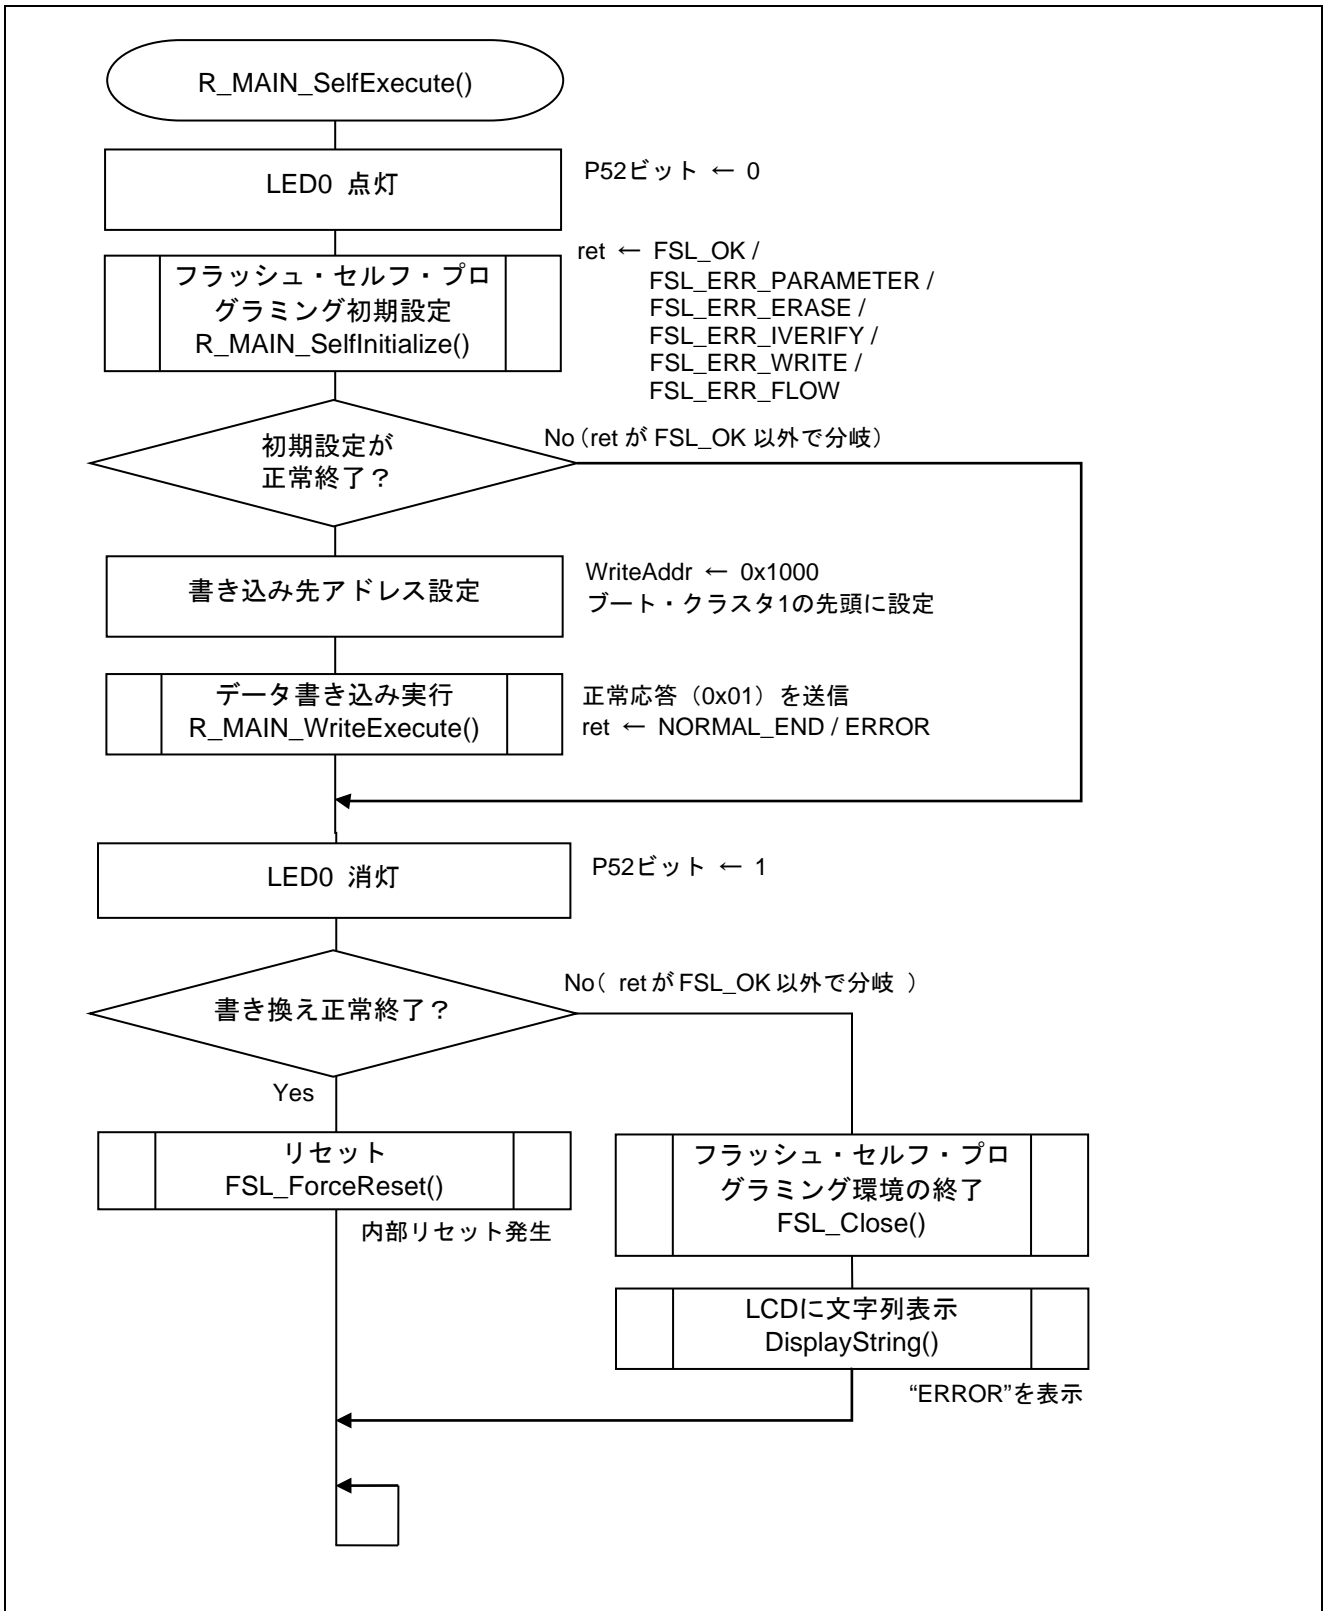 R_MAIN_SelfExecute()
LED0 点灯
P52ビット ← 0
フラッシュ・セルフ・プロ
グラミング初期設定
R_MAIN_SelfInitialize()
ret ← FSL_OK /
FSL_ERR_PARAMETER /
FSL_ERR_ERASE /
FSL_ERR_IVERIFY /
FSL_ERR_WRITE /
FSL_ERR_FLOW
初期設定が
正常終了？
No（ret が FSL_OK 以外で分岐）
書き込み先アドレス設定
WriteAddr ← 0x1000
ブート・クラスタ1の先頭に設定
データ書き込み実行
R_MAIN_WriteExecute()
正常応答（0x01）を送信
ret ← NORMAL_END / ERROR
LED0 消灯
P52ビット ← 1
書き換え正常終了？
No（ ret が FSL_OK 以外で分岐 ）
Yes
リセット
FSL_ForceReset()
内部リセット発生
フラッシュ・セルフ・プロ
グラミング環境の終了
FSL_Close()
LCDに文字列表示
DisplayString()
“ERROR”を表示